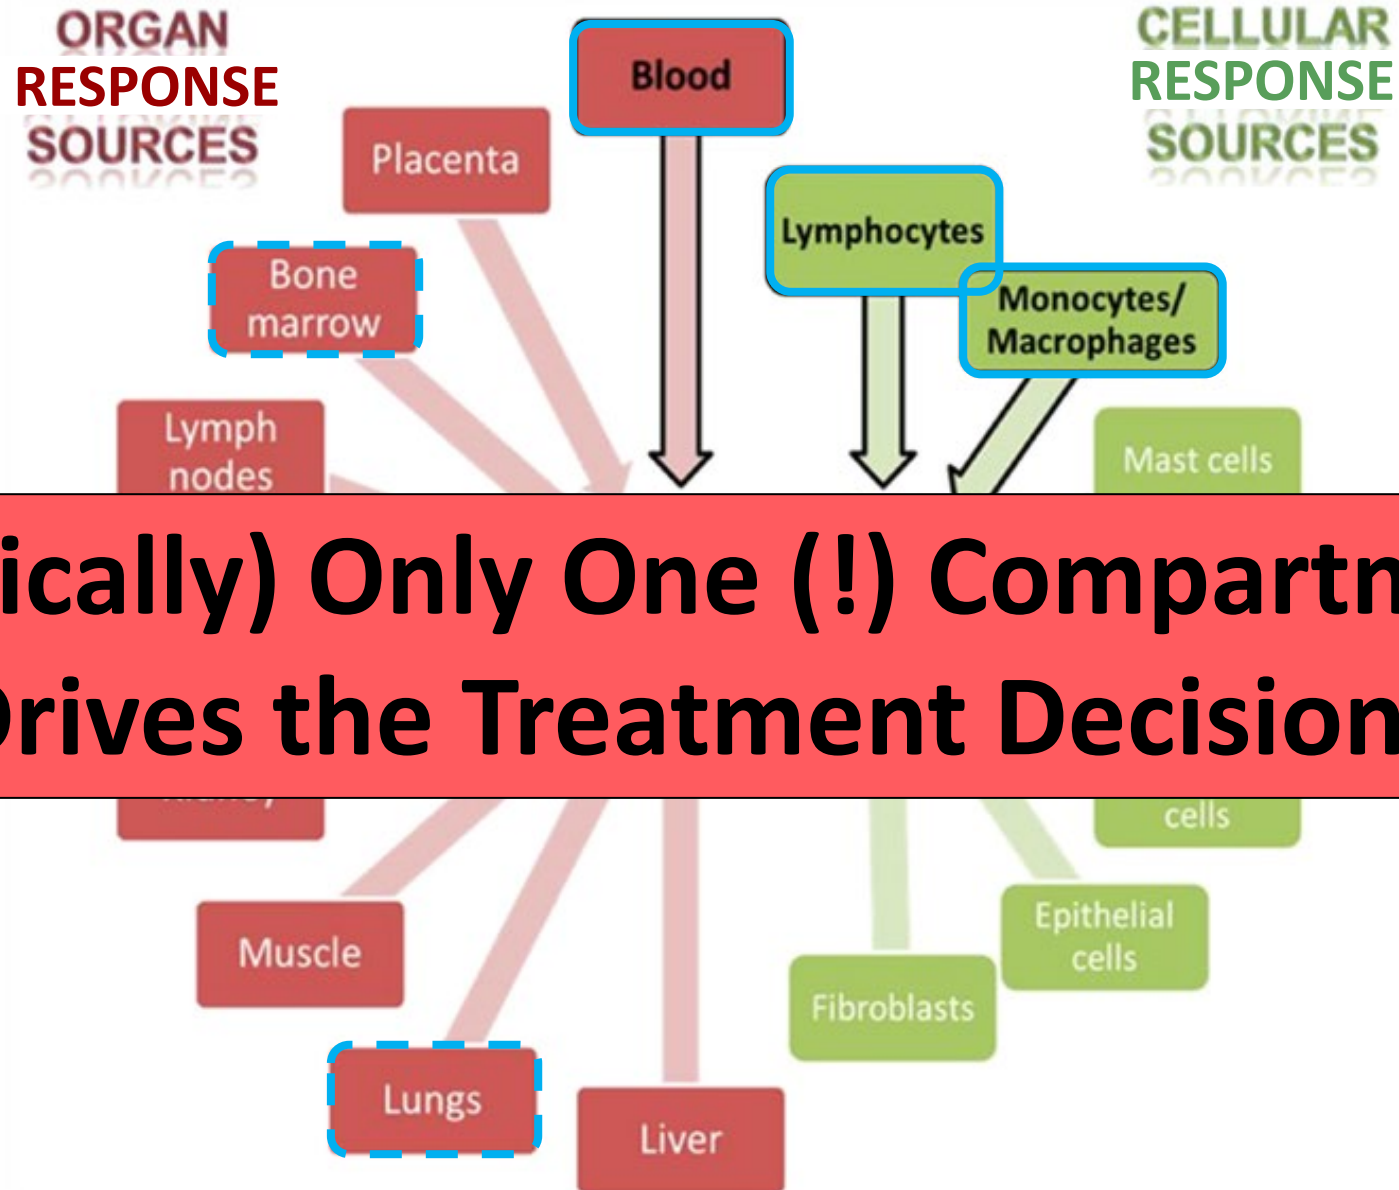 ORGAN
RESPONSE
SOURCES
CELLULAR
RESPONSE
SOURCES
Blood
Placenta
Lymphocytes
Bone
marrow
Monocytes/
Macrophages
Lymph
nodes
Mast cells
ically) Only One (!) Compartm
Drives the Treatment Decision
cells
Muscle
Epithelial
cells
Fibroblasts
Lungs
Liver